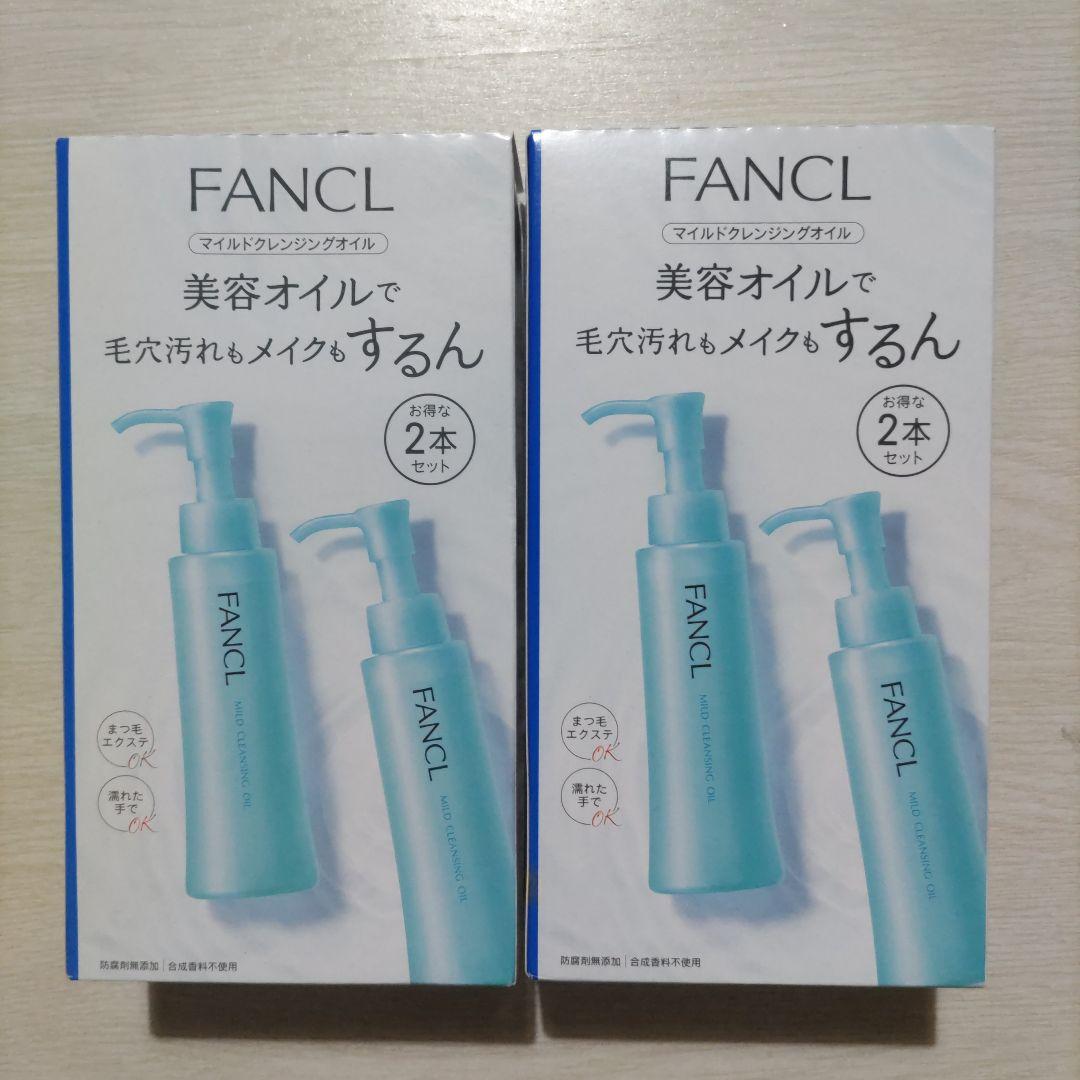 FANCL
マイルドクレンジングオイル
美容オイルで
毛穴汚れもメイクもするん
お得な
2本
セット
FANCL
MILD CLEANSING OIL
FANCL
MILD CLEANSING OIL
まつ毛
エクステ
OK
濡れた
手で
OK
防腐剤無添加|合成香料不使用
FANCL
マイルドクレンジングオイル
美容オイルで
毛穴汚れもメイクもするん
お得な
2本
セット
FANCL
MILD CLEANSING OIL
FANCL
MILD CLEANSING OIL
まつ毛
エクステ
OK
濡れた
手で
OK
防腐剤無添加|合成香料不使用